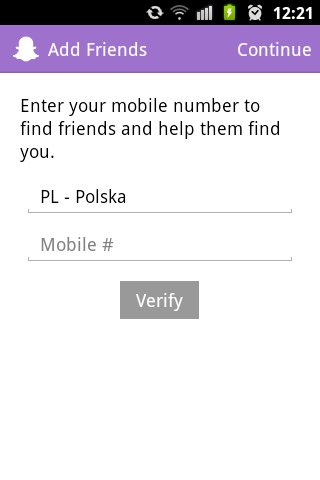 12:21
Add Friends
Continue
Enter your mobile number to
find friends and help them find
you.
PL - Polska
Mobile #
Verify